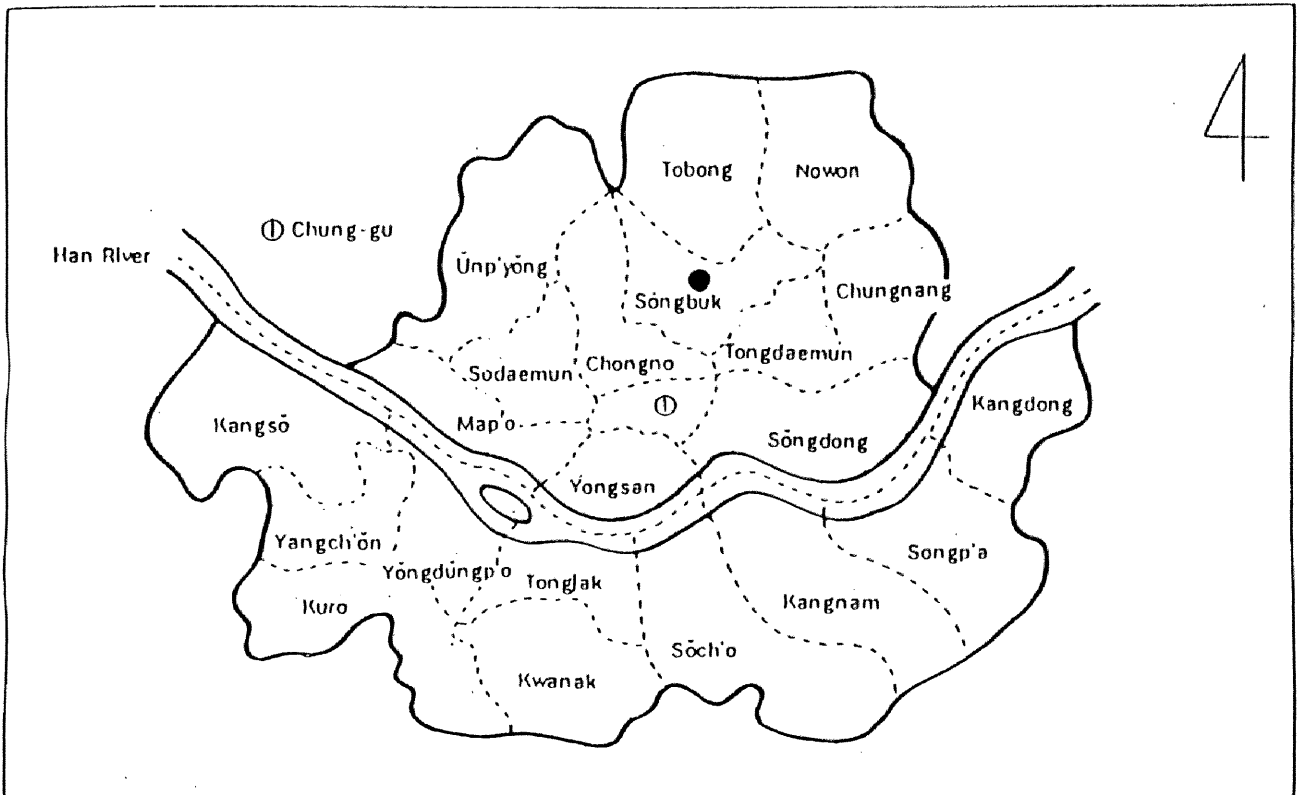 4
Tobong
Nowon
① Chung-gu
Han River
Ŭnp'yŏng
Sŏngbuk
Chungnang
Sodaemun
Chongno
Tongdaemun
①
Kangdong
Kangsŏ
Map'o
Sŏngdong
Yongsan
Yangch'ŏn
Songp'a
Yŏngdŭngp'o
Tongjak
Kuro
Kangnam
Sŏch'o
Kwanak